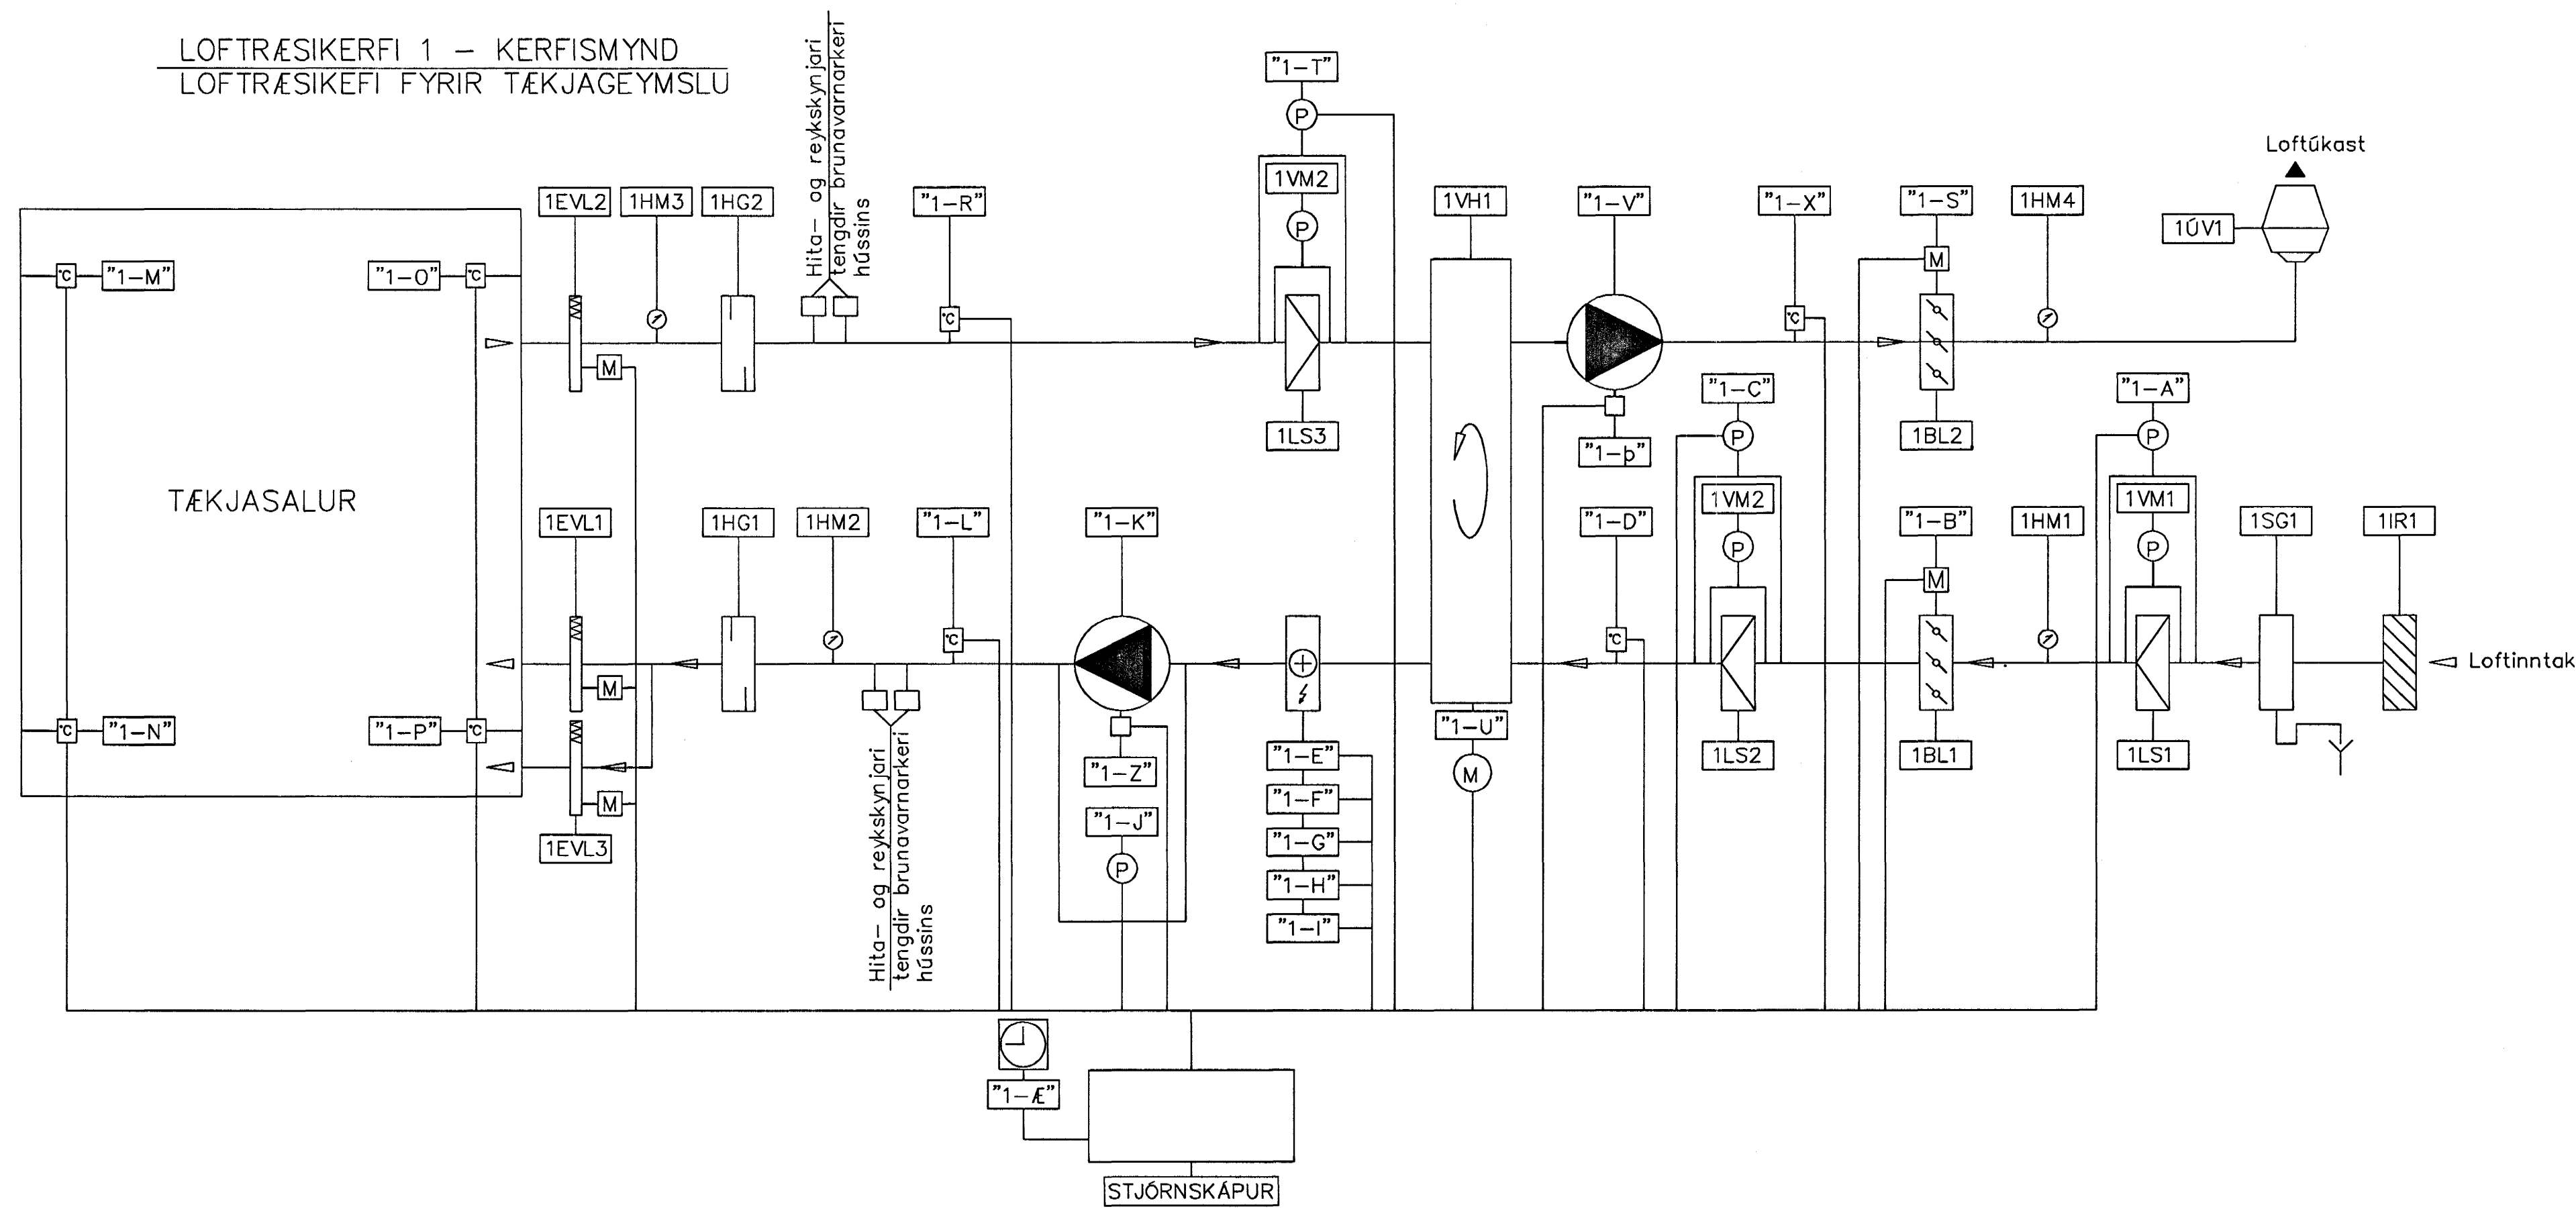 LOFTRÆSIKERFI 1 – KERFISMYND
LOFTRÆSIKEFI FYRIR TÆKJAGEYMSLU
Hita– og reykskynjari
tengdir brunavarnarkeri
hússins
"1–T"
P
1VM2
P
Loftúkast
1EVL2
1HM3
1HG2
"1–R"
1VH1
"1–V"
"1–X"
"1–S"
1HM4
1ÚV1
M
°C
"1–M"
"1–O"
°C
°C
°C
M
1LS3
"1–C"
"1–A"
P
P
1BL2
"1–þ"
TÆKJASALUR
1EVL1
1HG1
1HM2
"1–L"
"1–K"
1VM2
"1–D"
"1–B"
1HM1
1VM1
1SG1
1IR1
P
P
M
°C
°C
Loftinntak
M
°C
"1–N"
"1–P"
°C
"1–U"
M
1LS2
1BL1
1LS1
"1–Z"
"1–E"
"1–F"
"1–G"
"1–H"
"1–I"
"1–J"
P
M
1EVL3
Hita– og reykskynjari
tengdir brunavarnarkeri
hússins
"1–Æ"
STJÓRNSKÁPUR